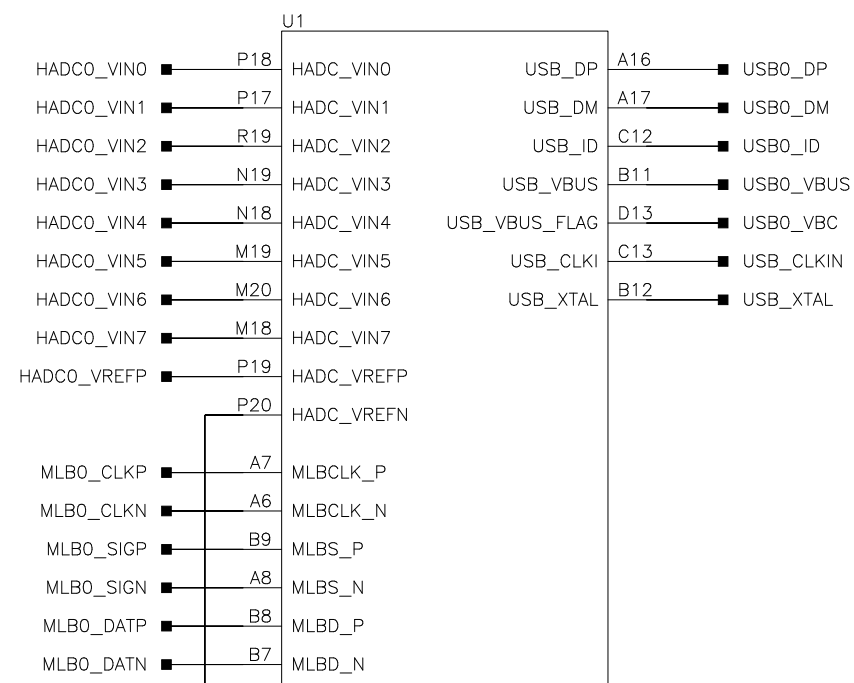 U1
HADC0_VIN0 P18 HADC_VIN0 USB_DP A16 USB0_DP
HADC0_VIN1 P17 HADC_VIN1 USB_DM A17 USB0_DM
HADC0_VIN2 R19 HADC_VIN2 USB_ID C12 USB0_ID
HADC0_VIN3 N19 HADC_VIN3 USB_VBUS B11 USB0_VBUS
HADC0_VIN4 N18 HADC_VIN4 USB_VBUS_FLAG D13 USB0_VBC
HADC0_VIN5 M19 HADC_VIN5 USB_CLKI C13 USB_CLKIN
HADC0_VIN6 M20 HADC_VIN6 USB_XTAL B12 USB_XTAL
HADC0_VIN7 M18 HADC_VIN7
HADC0_VREFP P19 HADC_VREFP
P20 HADC_VREFN
MLB0_CLKP A7 MLBCLK_P
MLB0_CLKN A6 MLBCLK_N
MLB0_SIGP B9 MLBS_P
MLB0_SIGN A8 MLBS_N
MLB0_DATP B8 MLBD_P
MLB0_DATN B7 MLBD_N